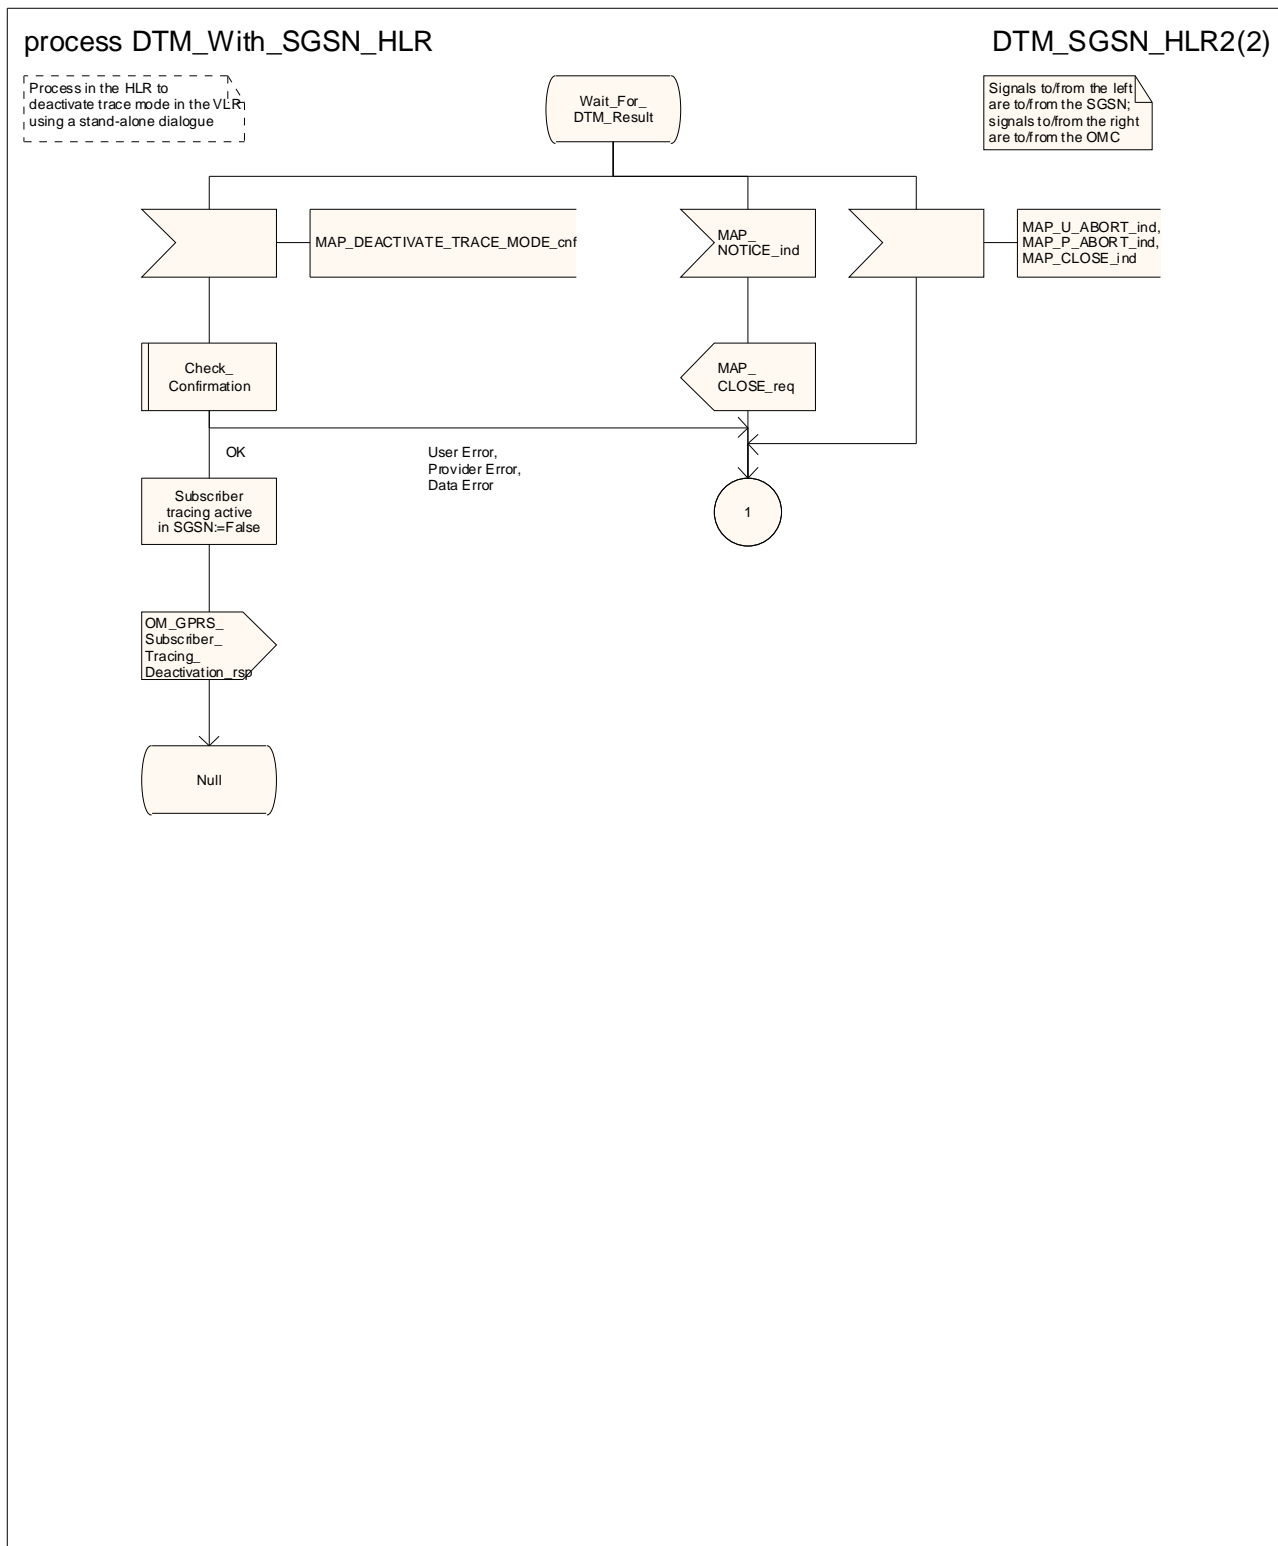 process DTM_With_SGSN_HLR
DTM_SGSN_HLR2(2)
Process in the HLR to
deactivate trace mode in the VLR
using a stand-alone dialogue
Wait_For_
DTM_Result
Signals to/from the left
are to/from the SGSN;
signals to/from the right
are to/from the OMC
MAP_DEACTIVATE_TRACE_MODE_cnf
MAP_
NOTICE_ind
MAP_U_ABORT_ind,
MAP_P_ABORT_ind,
MAP_CLOSE_ind
Check_
Confirmation
MAP_
CLOSE_req
OK
User Error,
Provider Error,
Data Error
Subscriber
tracing active
in SGSN:=False
1
OM_GPRS_
Subscriber_
Tracing_
Deactivation_rsp
Null